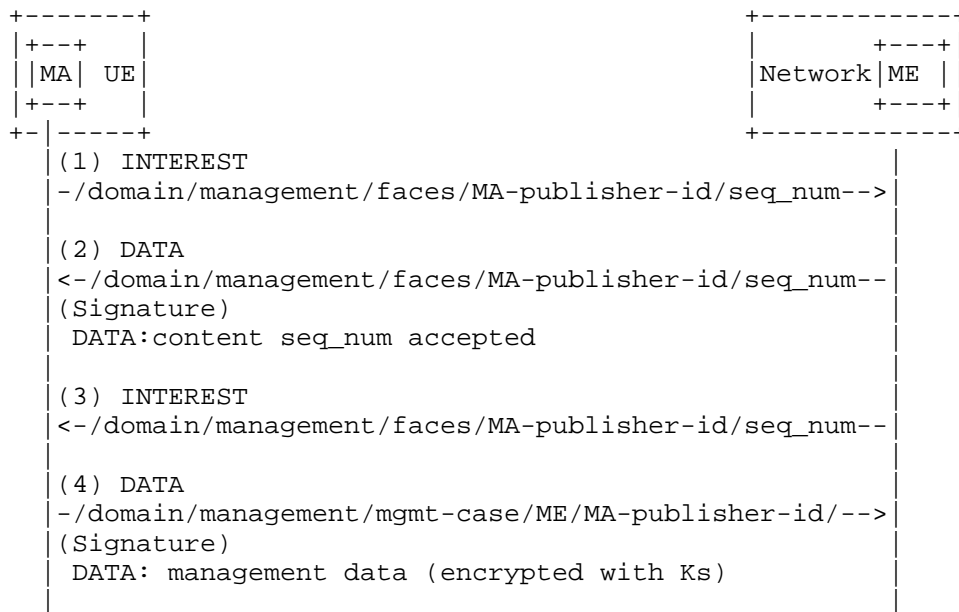 +-------+ +-------------+
|+--+ | | +----+|
||MA| UE| |Network|ME ||
|+--+ | | +----+|
+-|-----+ +-------------+
|(1) INTEREST |
|-/domain/management/faces/MA-publisher-id/seq_num-->|
| |
|(2) DATA |
|<-/domain/management/faces/MA-publisher-id/seq_num--|
|(Signature) |
| DATA:content seq_num accepted |
| |
|(3) INTEREST |
|<-/domain/management/faces/MA-publisher-id/seq_num--|
| |
|(4) DATA |
|-/domain/management/mgmt-case/ME/MA-publisher-id/-->|
|(Signature) |
| DATA: management data (encrypted with Ks) |
| |